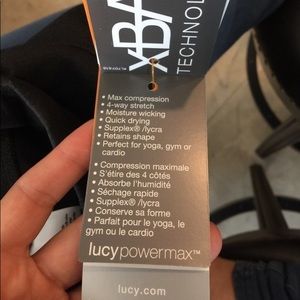 xBA
TECHNOL
• Max compression
• 4-way stretch
• Moisture wicking
• Quick drying
• Supplex® /lycra
• Retains shape
• Perfect for yoga, gym or
cardio
• Compression maximale
• S'étire des 4 côtés
• Absorbe l'humidité
• Séchage rapide
• Supplex® /lycra
• Conserve sa forme
• Parfait pour le yoga, le
gym ou le cardio
lucypowermax™
lucy.com